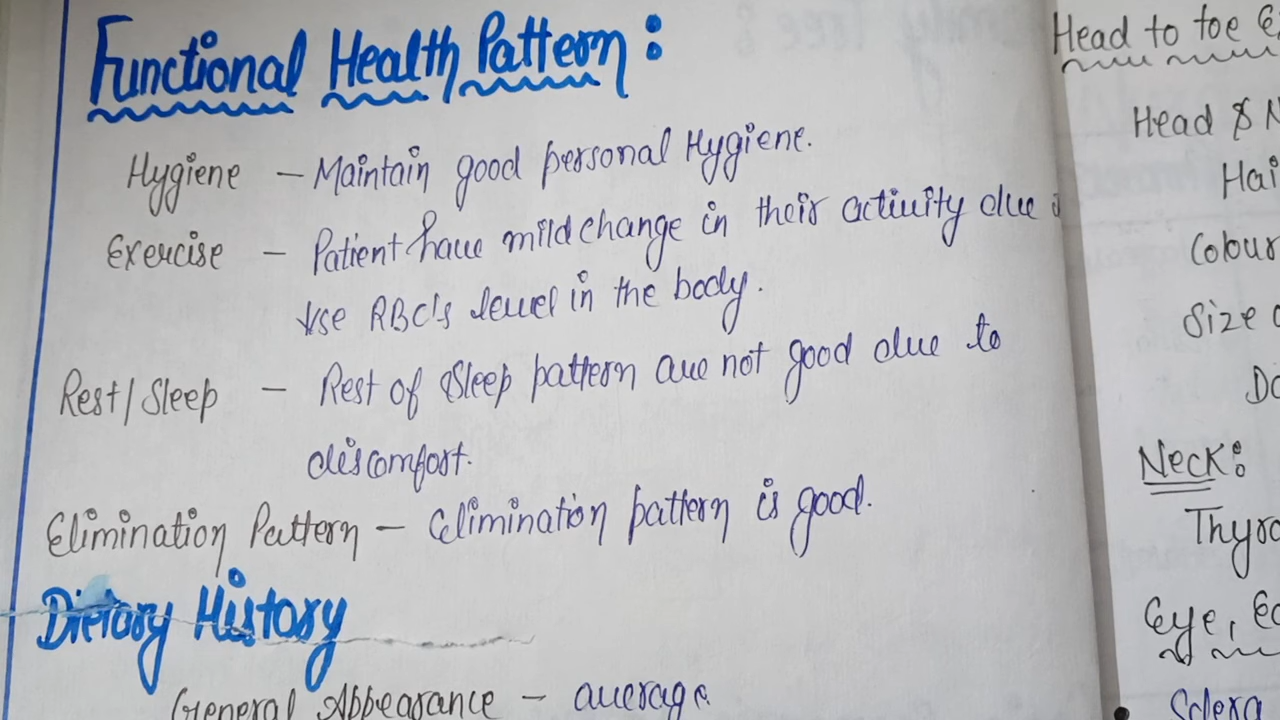 Functional Health Pattern :
Hygiene - Maintain good personal Hygiene.
Exercise - Patient have mild change in their activity due
↓se RBC's level in the body.
Rest/Sleep - Rest of Sleep pattern are not good due to
discomfort.
Elimination Pattern - Elimination pattern is good.
Dietary History
General Appearance - average
Head to toe
Head &
Hai
Colour
Size
Neck:
Thyro
Eye,
Sclera